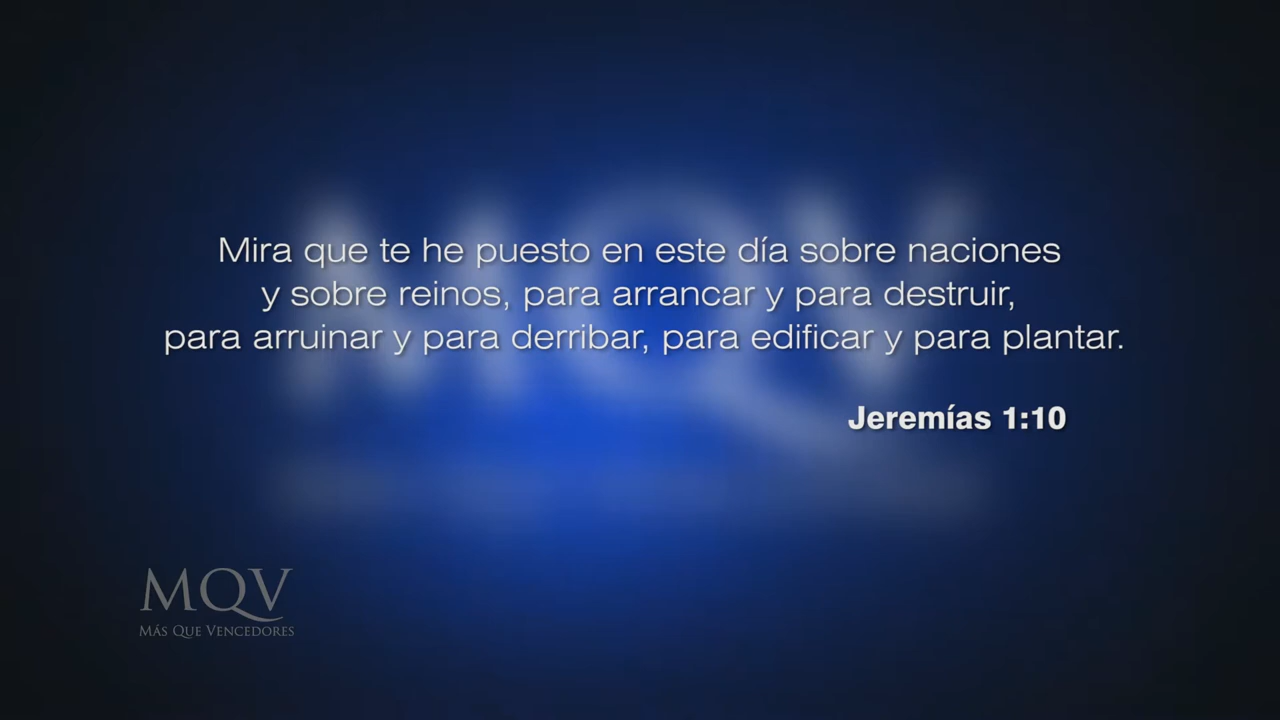 Mira que te he puesto en este día sobre naciones
y sobre reinos, para arrancar y para destruir,
para arruinar y para derribar, para edificar y para plantar.
Jeremías 1:10
MQV
MÁS QUE VENCEDORES